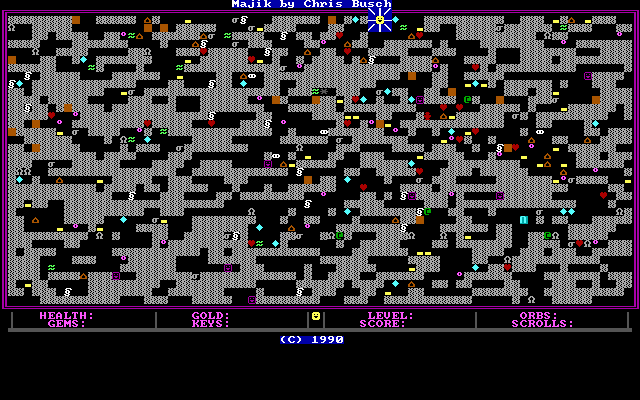 Majik by Chris Busch
HEALTH: GOLD: LEVEL: ORBS:
GEMS: KEYS: SCORE: SCROLLS:
(C) 1990